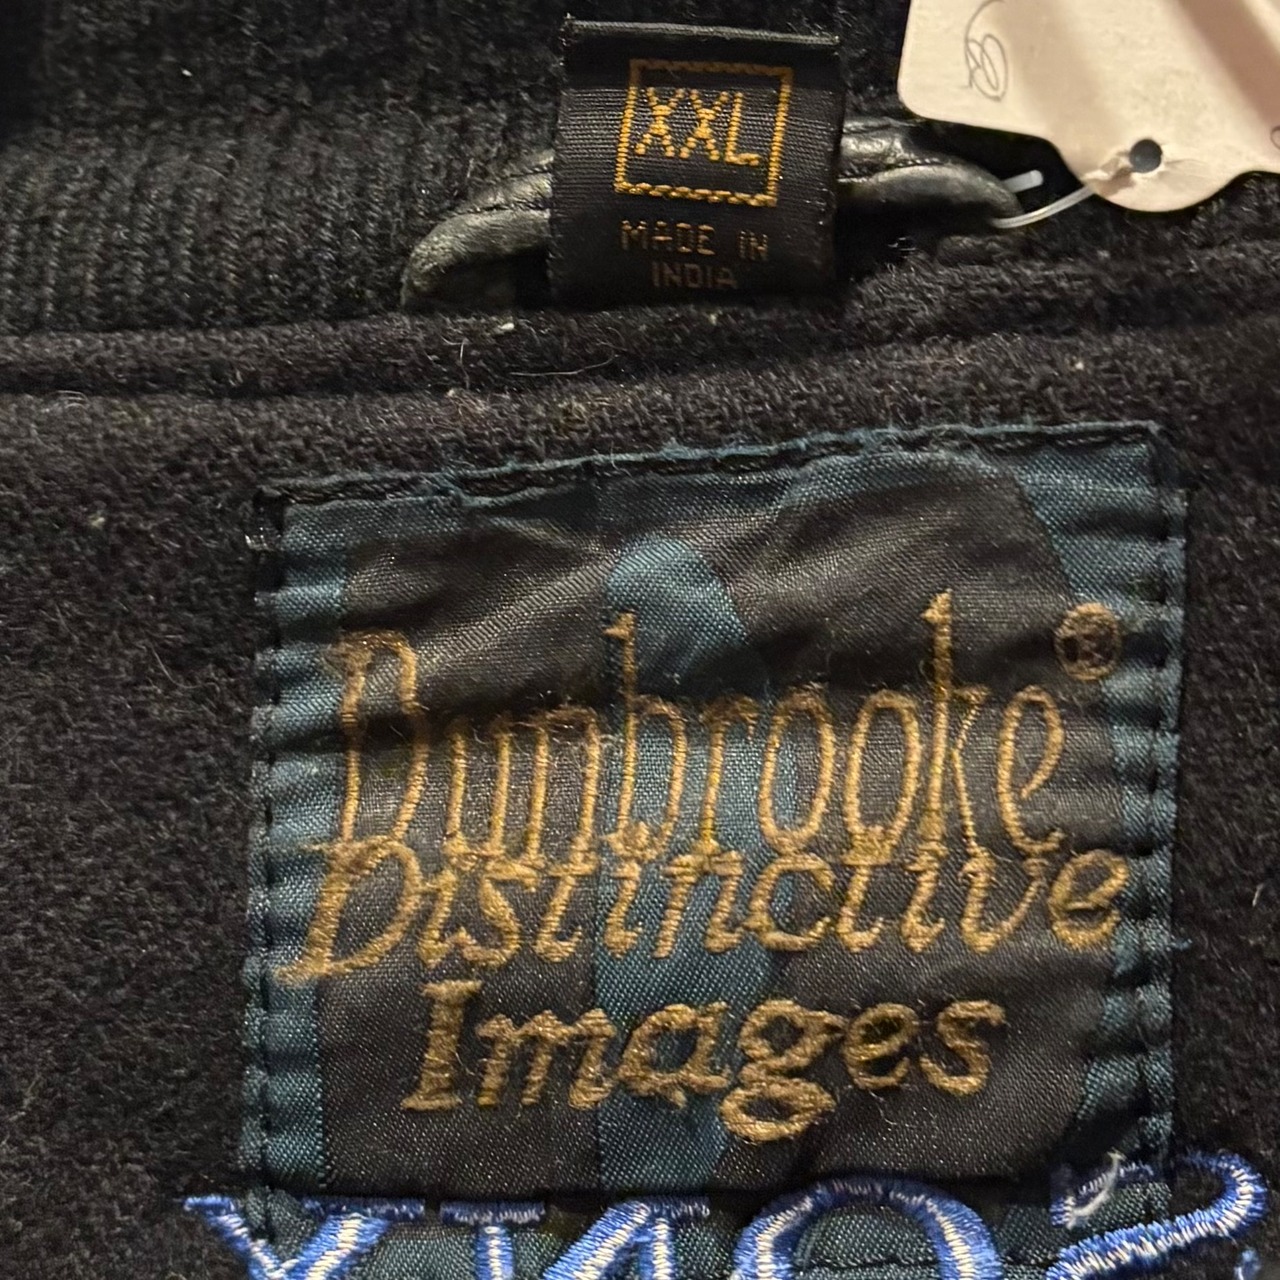 XXL
MADE IN
INDIA
Dunbrooke®
Distinctive
Images